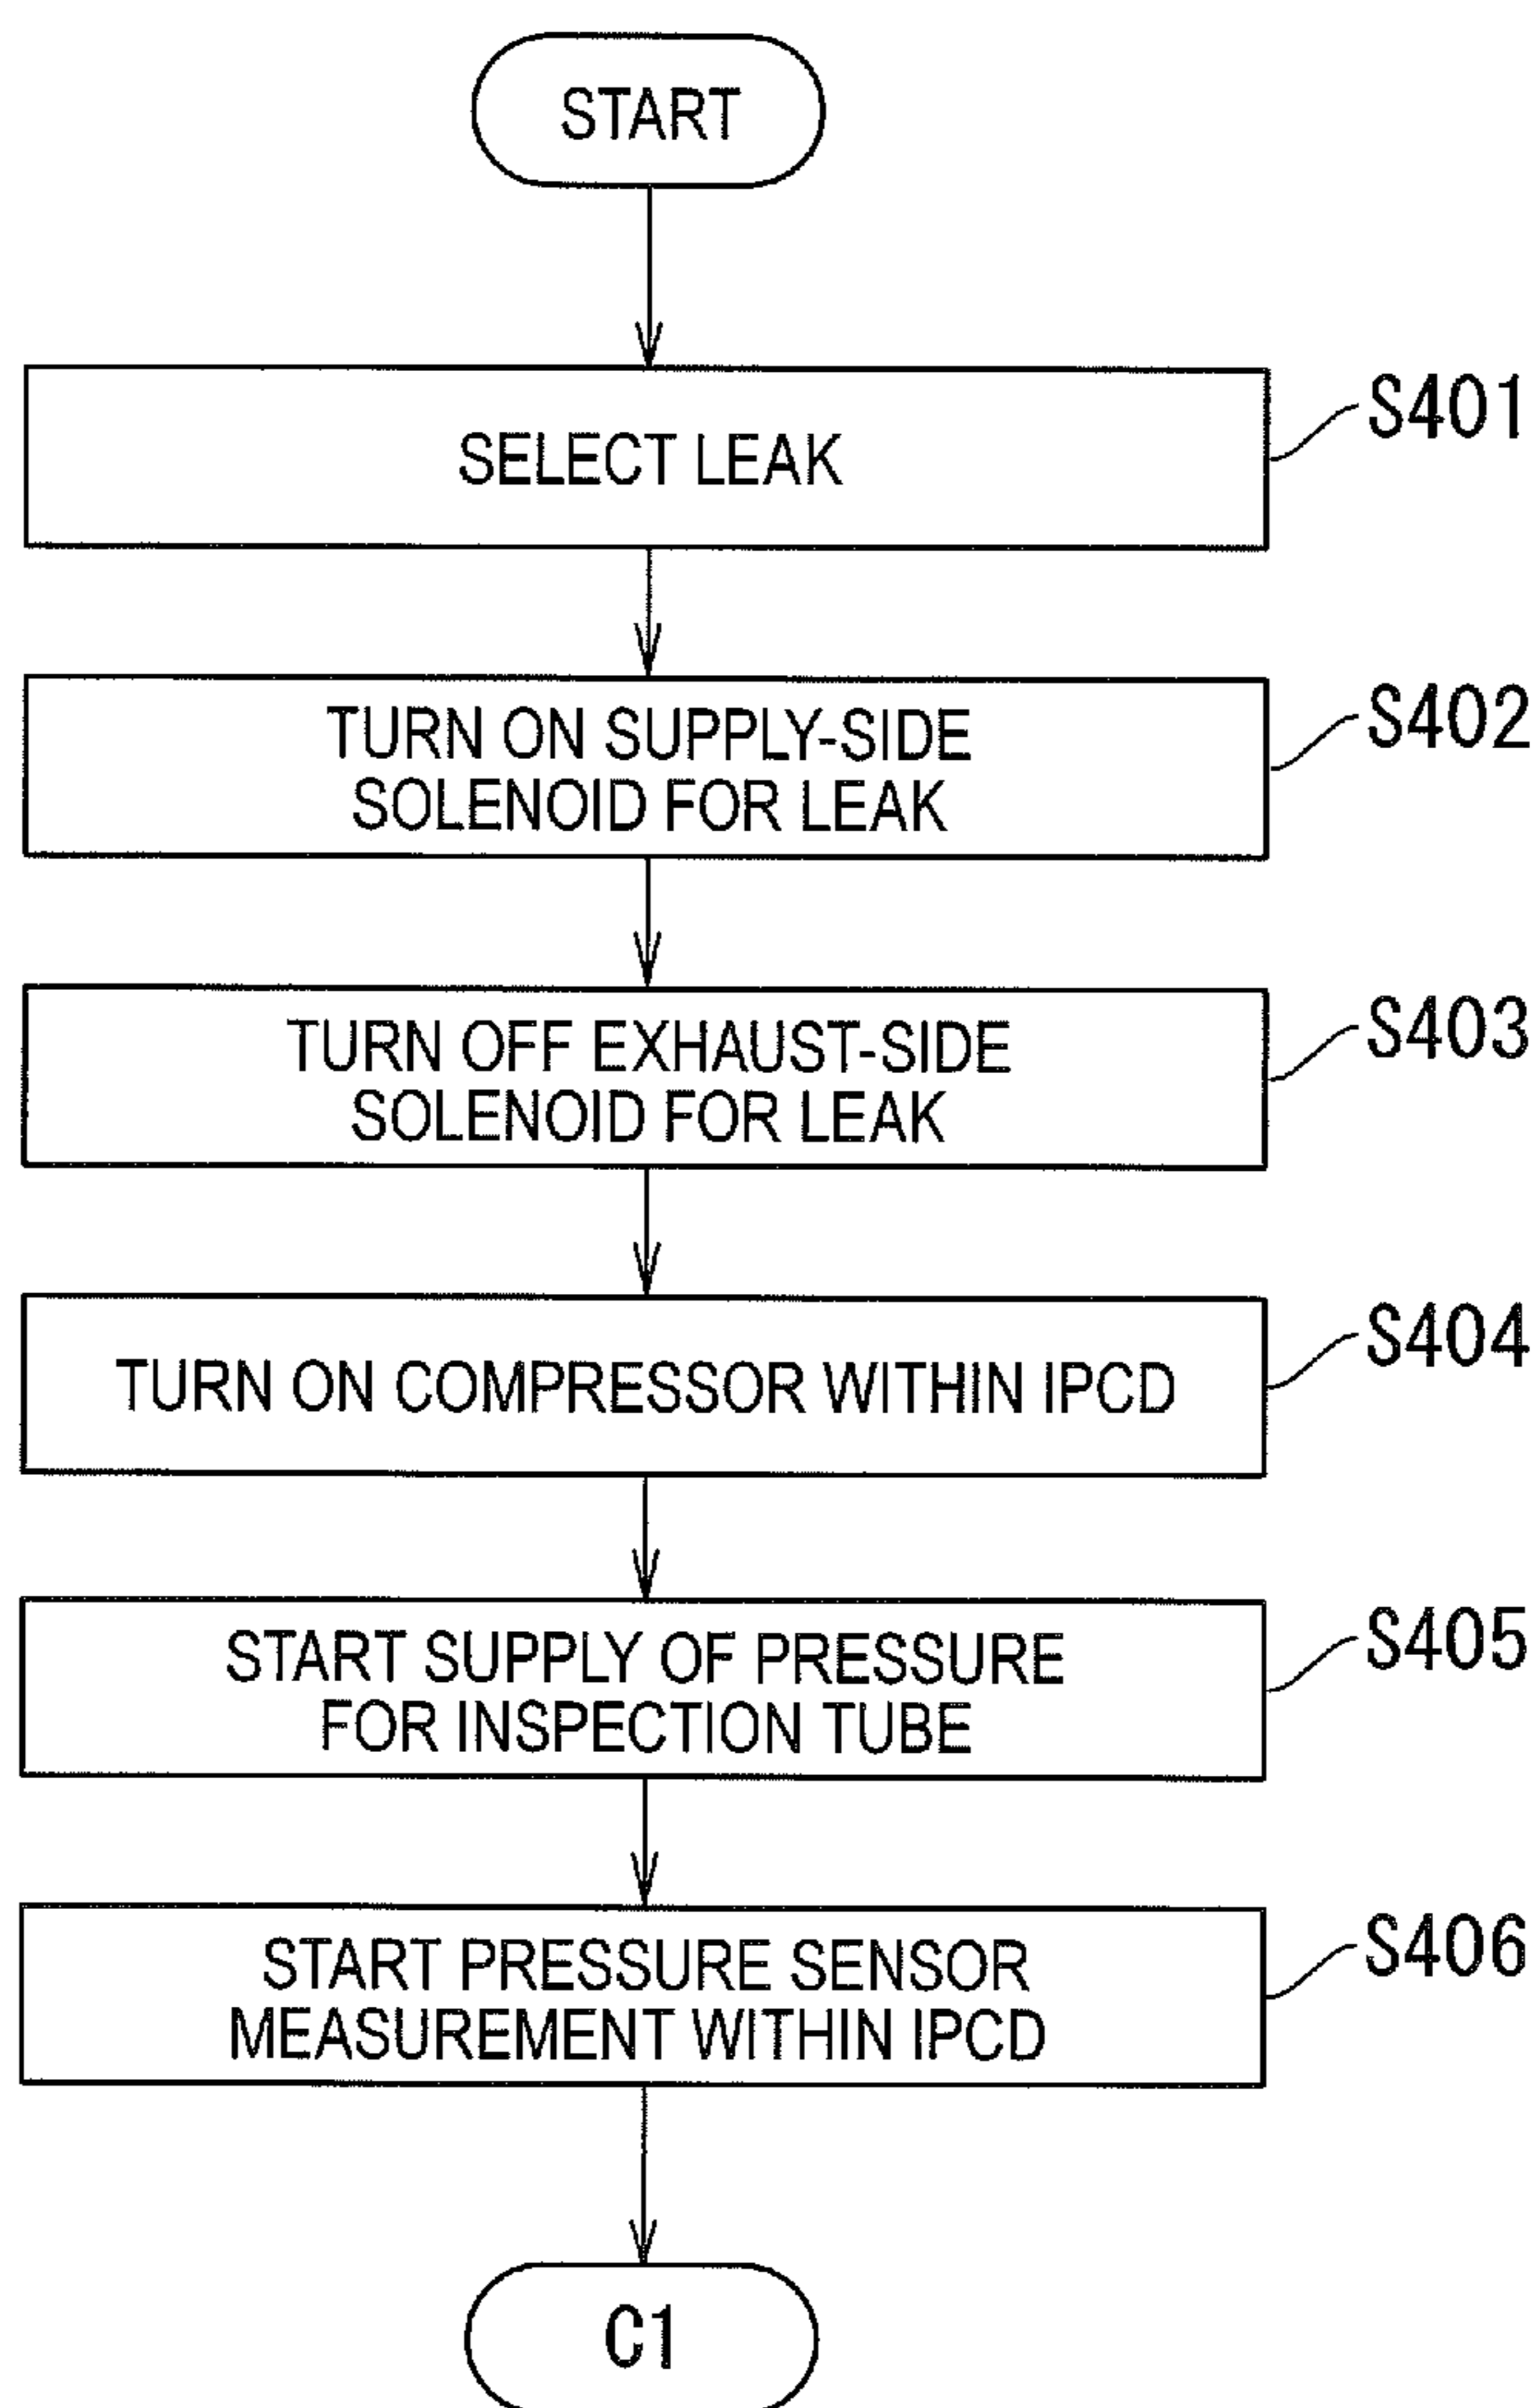 START
SELECT LEAK
S401
TURN ON SUPPLY-SIDE
SOLENOID FOR LEAK
S402
TURN OFF EXHAUST-SIDE
SOLENOID FOR LEAK
S403
TURN ON COMPRESSOR WITHIN IPCD
S404
START SUPPLY OF PRESSURE
FOR INSPECTION TUBE
S405
START PRESSURE SENSOR
MEASUREMENT WITHIN IPCD
S406
C1